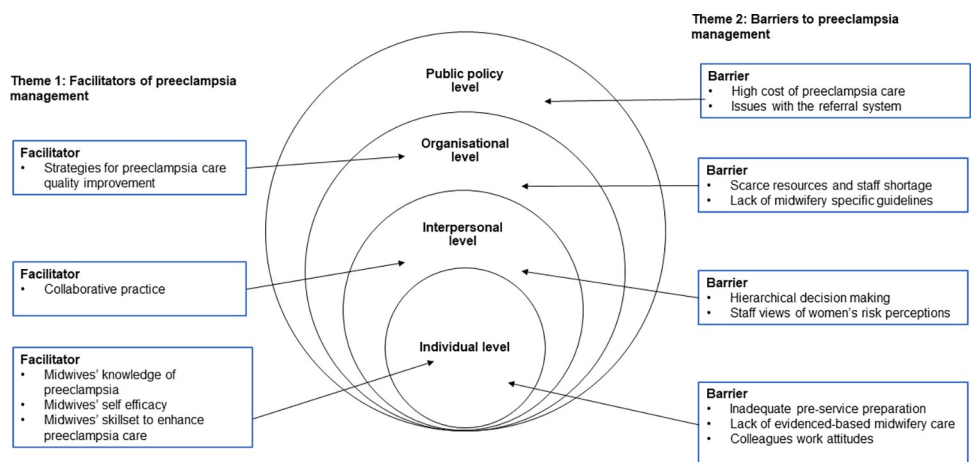 Theme 1: Facilitators of preeclampsia
management
Facilitator
• Strategies for preeclampsia care
quality improvement
Facilitator
• Collaborative practice
Facilitator
• Midwives' knowledge of
preeclampsia
• Midwives' self efficacy
• Midwives' skillset to enhance
preeclampsia care
Public policy
level
Organisational
level
Interpersonal
level
Individual level
Theme 2: Barriers to preeclampsia
management
Barrier
• High cost of preeclampsia care
• Issues with the referral system
Barrier
• Scarce resources and staff shortage
• Lack of midwifery specific guidelines
Barrier
• Hierarchical decision making
• Staff views of women's risk perceptions
Barrier
• Inadequate pre-service preparation
• Lack of evidenced-based midwifery care
• Colleagues work attitudes